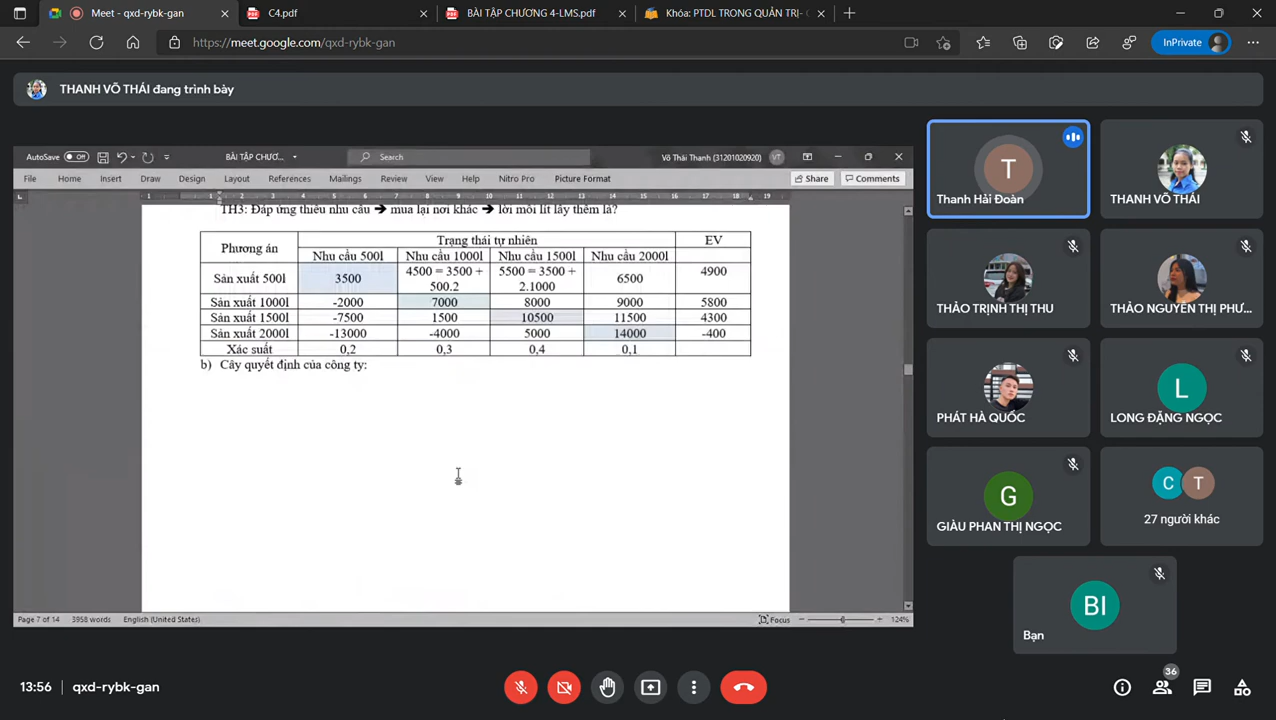 Meet - qxd-rybk-gan
C4.pdf
BÀI TẬP CHƯƠNG 4-LMS.pdf
Khóa: PTDL TRONG QUẢN TRỊ-
https://meet.google.com/qxd-rybk-gan
InPrivate
THANH VÕ THÁI đang trình bày
AutoSave Off
BÀI TẬP CHƯƠ...
Search
Võ Thái Thanh (31201020920)
VT
File Home Insert Draw Design Layout References Mailings Review View Help Nitro Pro Picture Format
Share
Comments
TH3: Đáp ứng thiếu nhu cầu → mua lại nơi khác → lời mỗi lít lấy thêm là?
Phương án Trạng thái tự nhiên EV
Nhu cầu 500l Nhu cầu 1000l Nhu cầu 1500l Nhu cầu 2000l
Sản xuất 500l 3500 4500 = 3500 + 500.2 5500 = 3500 + 2.1000 6500 4900
Sản xuất 1000l -2000 7000 8000 9000 5800
Sản xuất 1500l -7500 1500 10500 11500 4300
Sản xuất 2000l -13000 -4000 5000 14000 -400
Xác suất 0,2 0,3 0,4 0,1
b) Cây quyết định của công ty:
Page 7 of 14 3958 words English (United States)
Focus
124%
T
Thanh Hải Đoàn
THANH VÕ THÁI
THẢO TRỊNH THỊ THU
THẢO NGUYỄN THỊ PHƯ...
PHÁT HÀ QUỐC
L
LONG ĐẶNG NGỌC
G
GIÀU PHAN THỊ NGỌC
C T
27 người khác
BI
Bạn
13:56 qxd-rybk-gan
36